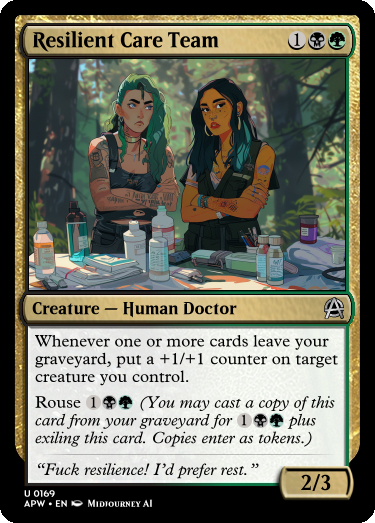 Resilient Care Team 1
Creature — Human Doctor
Whenever one or more cards leave your
graveyard, put a +1/+1 counter on target
creature you control.
Rouse 1 (You may cast a copy of this
card from your graveyard for 1 plus
exiling this card. Copies enter as tokens.)
“Fuck resilience! I’d prefer rest.”
2/3
U 0169
APW • EN Midjourney AI